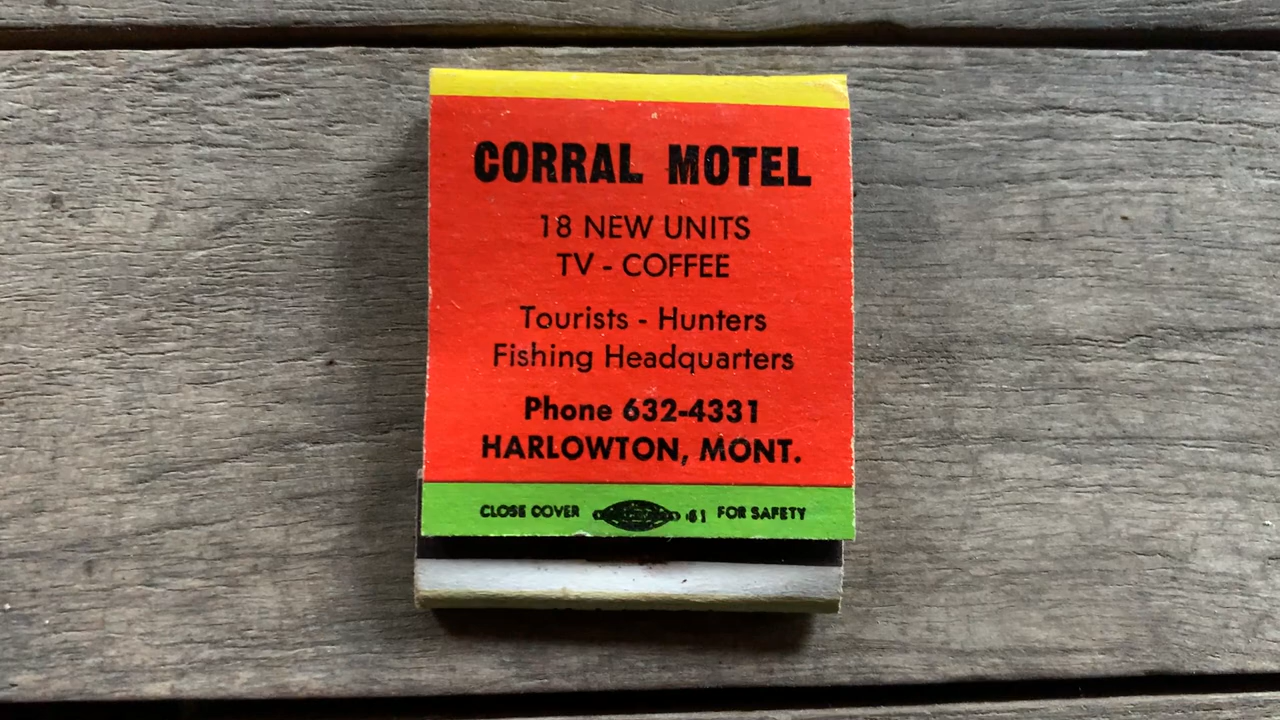 CORRAL MOTEL
18 NEW UNITS
TV - COFFEE
Tourists - Hunters
Fishing Headquarters
Phone 632-4331
HARLOWTON, MONT.
CLOSE COVER 61 FOR SAFETY